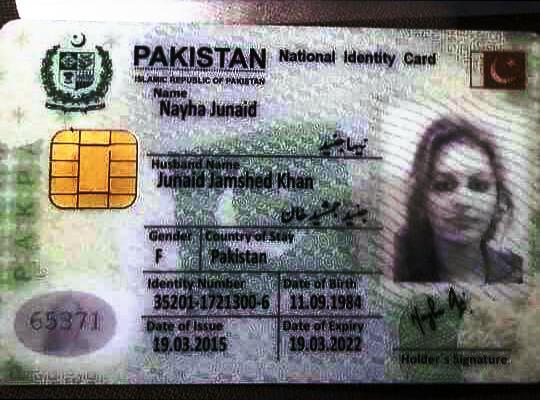 PAKISTAN National Identity Card
ISLAMIC REPUBLIC OF PAKISTAN
Name
Nayha Junaid
نیہا جنید
Husband Name
Junaid Jamshed Khan
جنید جمشید خان
Gender Country of Stay
F Pakistan
Identity Number Date of Birth
35201-1721300-6 11.09.1984
65371
Date of Issue Date of Expiry
19.03.2015 19.03.2022
Holder's Signature